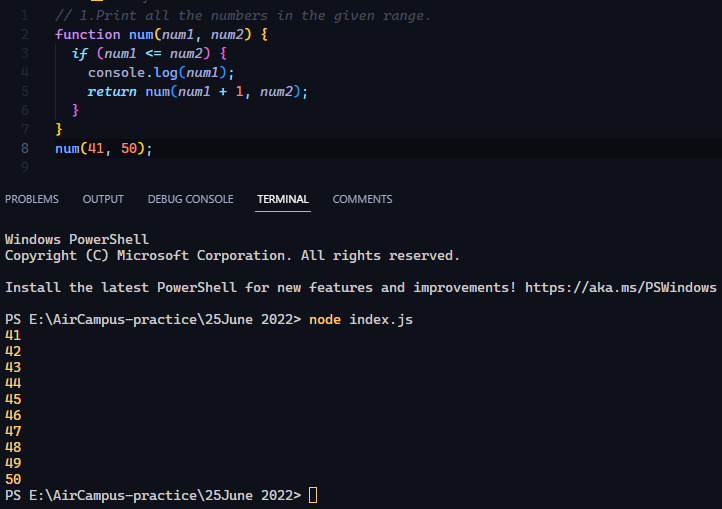 1 // 1.Print all the numbers in the given range.
2 function num(num1, num2) {
3 if (num1 <= num2) {
4 console.log(num1);
5 return num(num1 + 1, num2);
6 }
7 }
8 num(41, 50);
9
PROBLEMS OUTPUT DEBUG CONSOLE TERMINAL COMMENTS
Windows PowerShell
Copyright (C) Microsoft Corporation. All rights reserved.
Install the latest PowerShell for new features and improvements! https://aka.ms/PSWindows
PS E:\AirCampus-practice\25June 2022> node index.js
41
42
43
44
45
46
47
48
49
50
PS E:\AirCampus-practice\25June 2022>